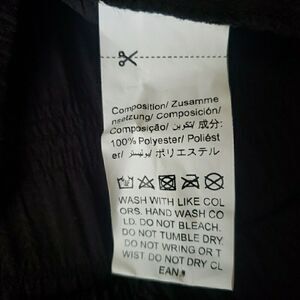 Composition/ Zusamme
nsetzung/ Composición/
Composição/ تكوين/ 成分:
100% Polyester/ Poliést
er/ بوليستر/ ポリエステル
WASH WITH LIKE COL
ORS. HAND WASH CO
LD. DO NOT BLEACH.
DO NOT TUMBLE DRY
DO NOT WRING OR T
WIST DO NOT DRY CL
EAN.